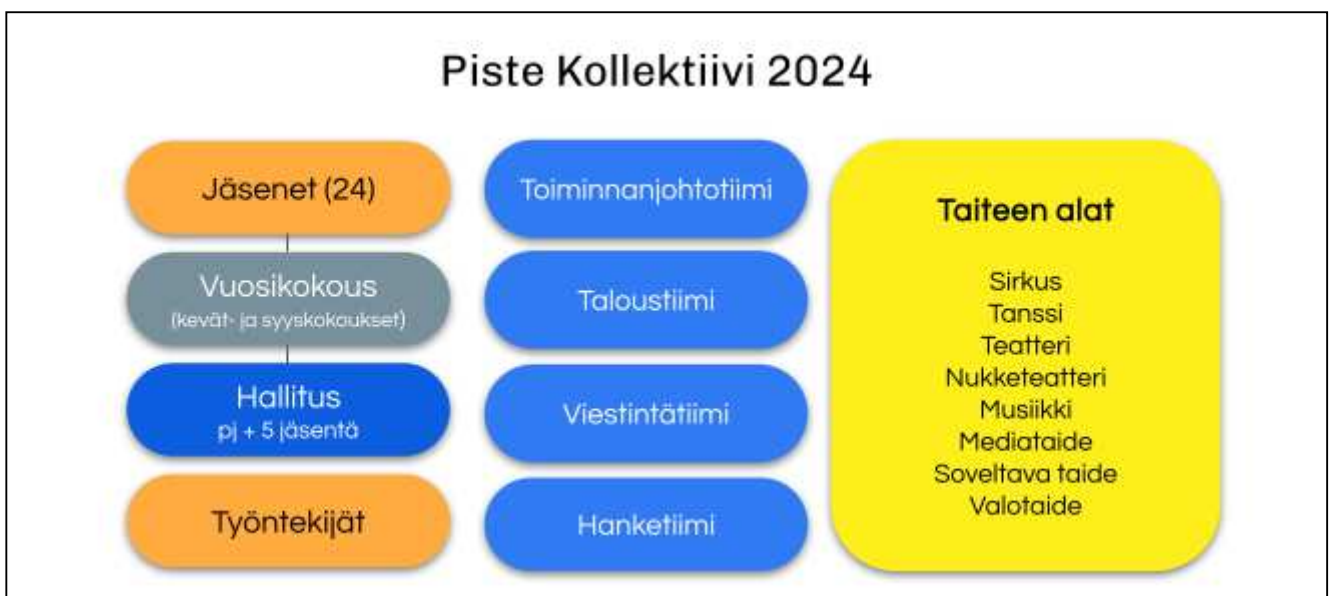 Piste Kollektiivi 2024
Jäsenet (24)
Vuosikokous
(kevät- ja syyskokoukset)
Hallitus
pj + 5 jäsentä
Työntekijät
Toiminnanjohtotiimi
Taloustiimi
Viestintätiimi
Hanketiimi
Taiteen alat
Sirkus
Tanssi
Teatteri
Nukketeatteri
Musiikki
Mediataide
Soveltava taide
Valotaide